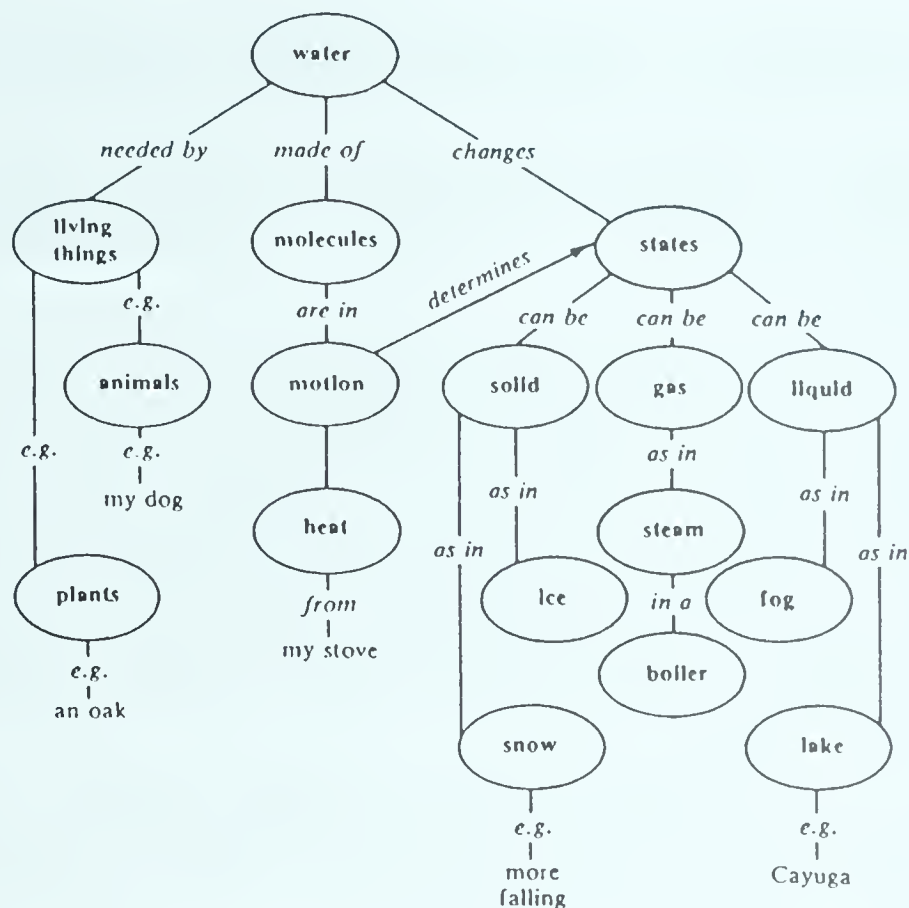 water
needed by
made of
changes
living
things
molecules
states
determines
e.g.
are in
can be
can be
can be
animals
motion
solid
gas
liquid
e.g.
e.g.
as in
my dog
as in
as in
heat
steam
as in
as in
plants
from
Ice
in a
fog
my stove
e.g.
boiler
an oak
snow
lake
e.g.
e.g.
more
falling
Cayuga